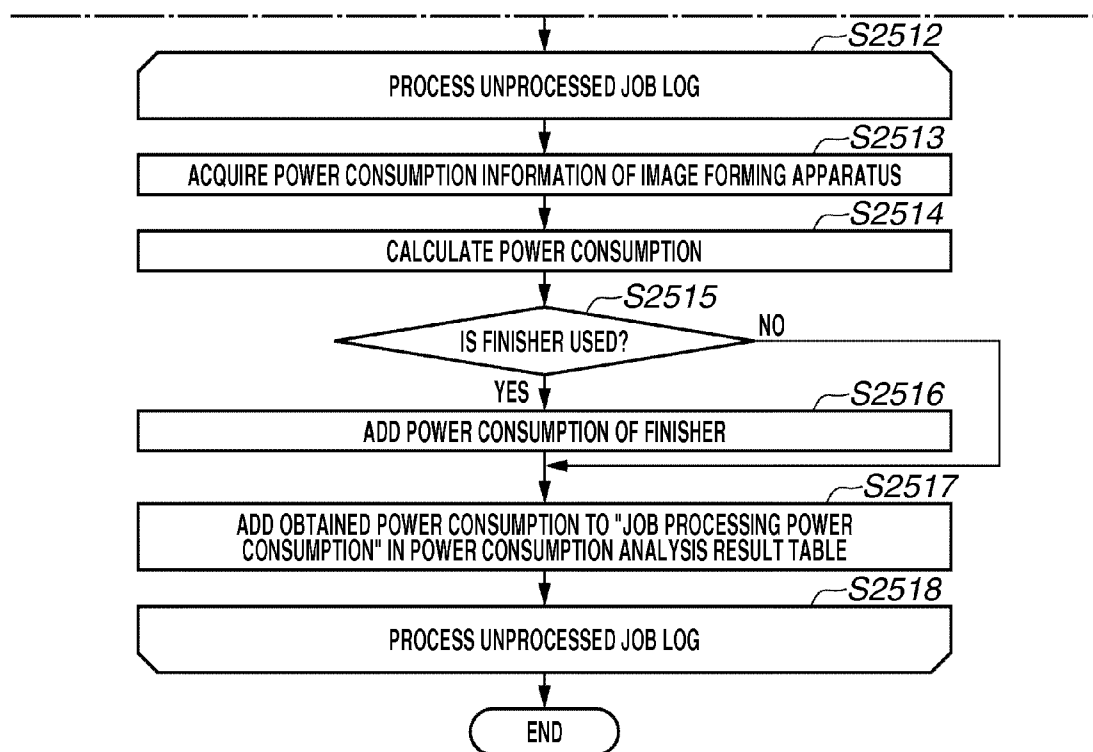 S2512
PROCESS UNPROCESSED JOB LOG
S2513
ACQUIRE POWER CONSUMPTION INFORMATION OF IMAGE FORMING APPARATUS
S2514
CALCULATE POWER CONSUMPTION
S2515
IS FINISHER USED?
NO
YES
S2516
ADD POWER CONSUMPTION OF FINISHER
S2517
ADD OBTAINED POWER CONSUMPTION TO "JOB PROCESSING POWER
CONSUMPTION" IN POWER CONSUMPTION ANALYSIS RESULT TABLE
S2518
PROCESS UNPROCESSED JOB LOG
END